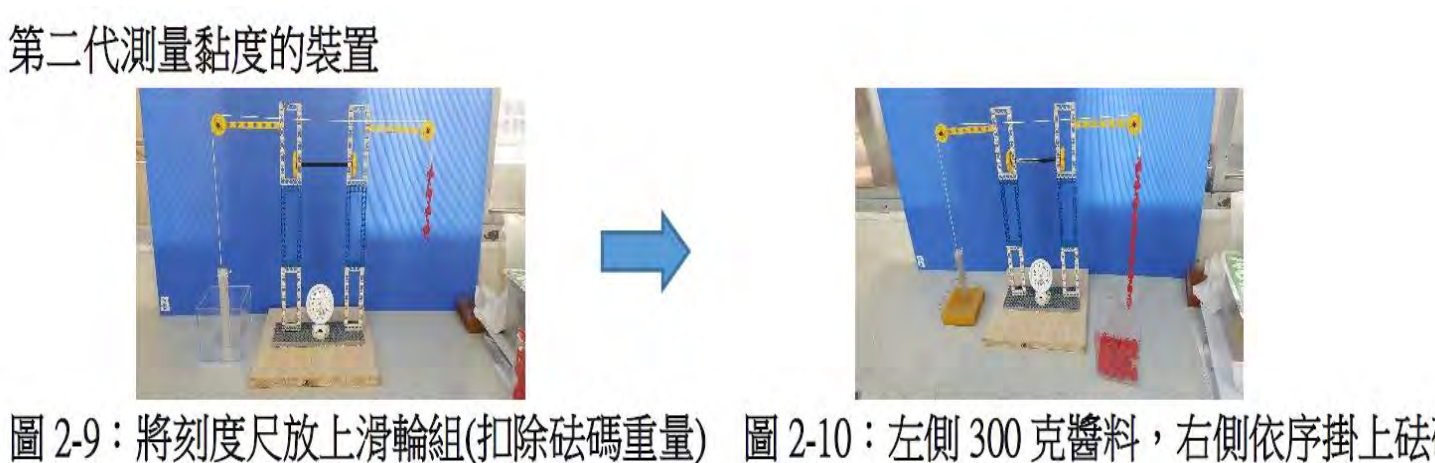 第二代測量黏度的裝置
圖 2-9：將刻度尺放上滑輪組(扣除砝碼重量)
圖 2-10：左側 300 克醬料，右側依序掛上砝